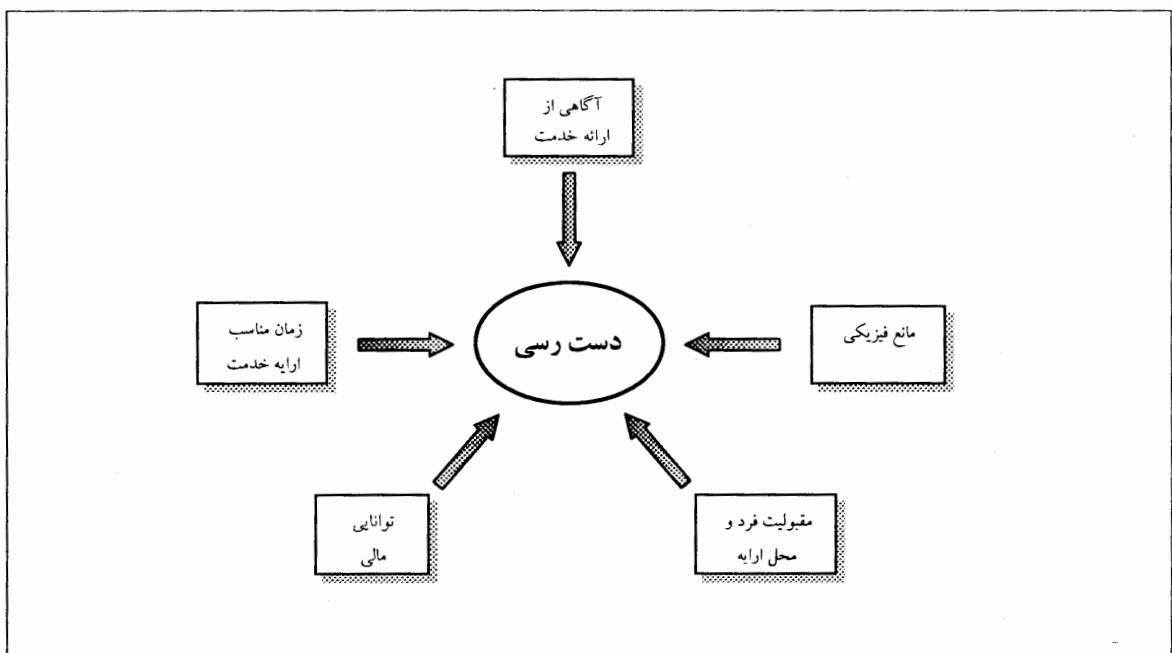 آگاهی از
ارائه خدمت
مانع فیزیکی
دست رسی
زمان مناسب
ارایه خدمت
مقبولیت فرد و
محل ارایه
توانایی
مالی